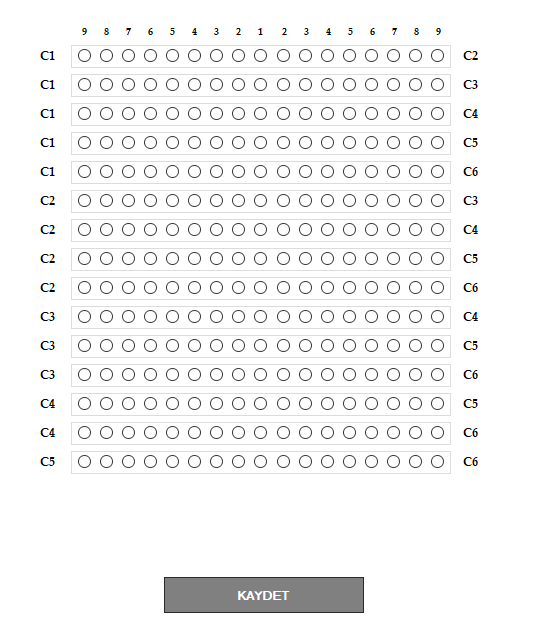 9 8 7 6 5 4 3 2 1 2 3 4 5 6 7 8 9
C1 C2
C1 C3
C1 C4
C1 C5
C1 C6
C2 C3
C2 C4
C2 C5
C2 C6
C3 C4
C3 C5
C3 C6
C4 C5
C4 C6
C5 C6
KAYDET